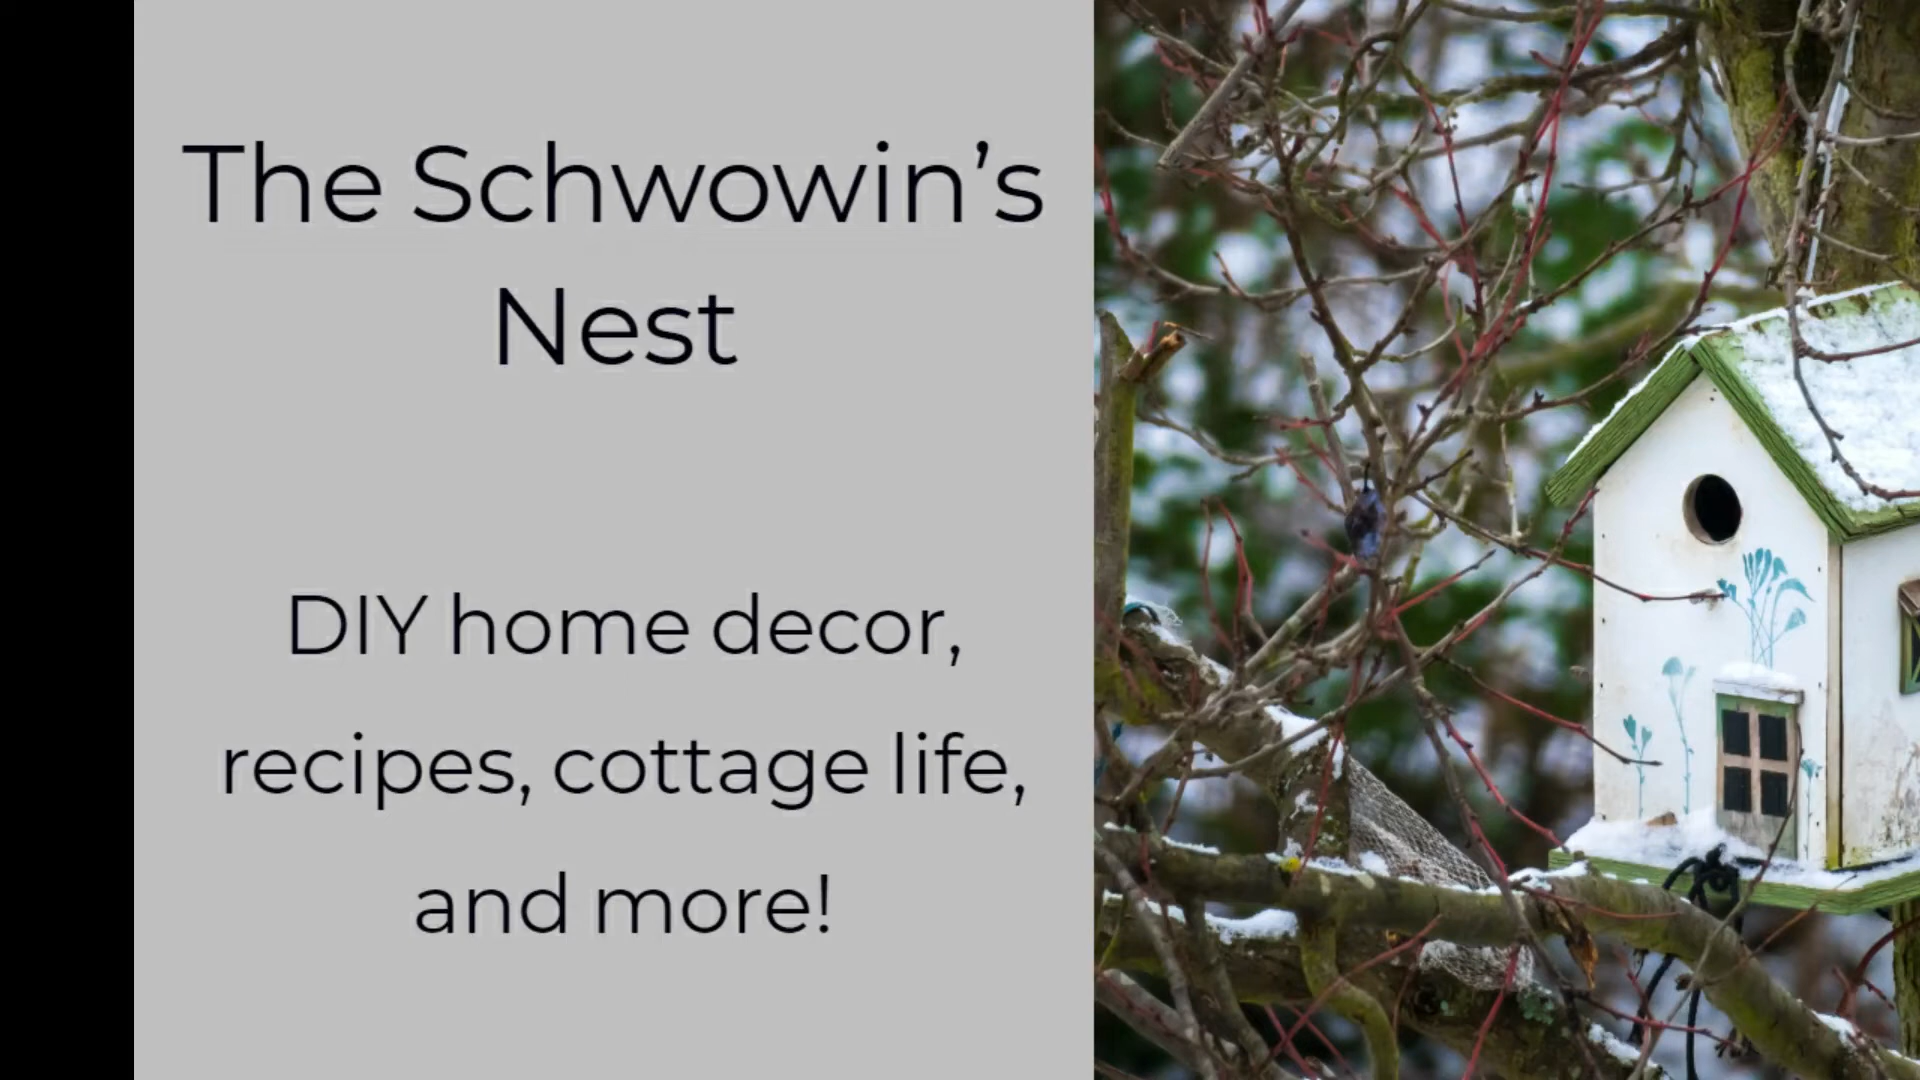 The Schwowin’s
Nest
DIY home decor,
recipes, cottage life,
and more!